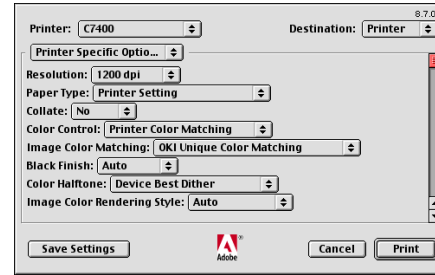 8.7.0
Printer: C7400 Destination: Printer
Printer Specific Optio...
Resolution: 1200 dpi
Paper Type: Printer Setting
Collate: No
Color Control: Printer Color Matching
Image Color Matching: OKI Unique Color Matching
Black Finish: Auto
Color Halftone: Device Best Dither
Image Color Rendering Style: Auto
Save Settings Adobe® Cancel Print